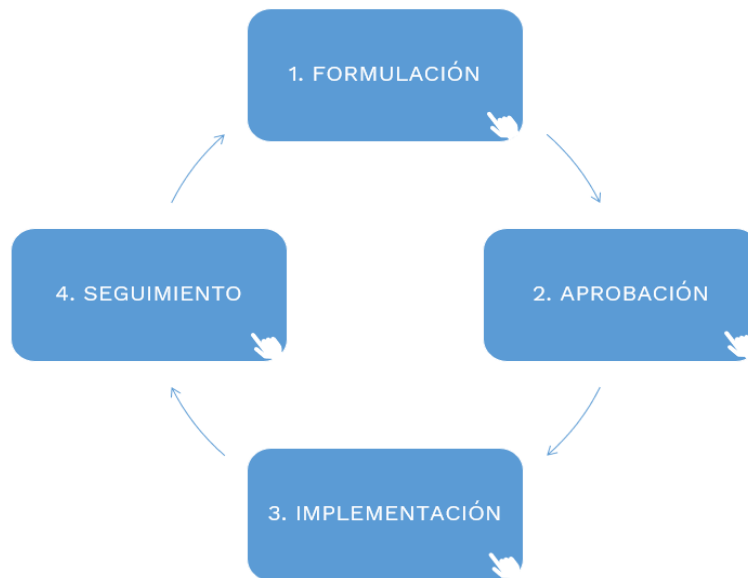 1. FORMULACIÓN
2. APROBACIÓN
3. IMPLEMENTACIÓN
4. SEGUIMIENTO